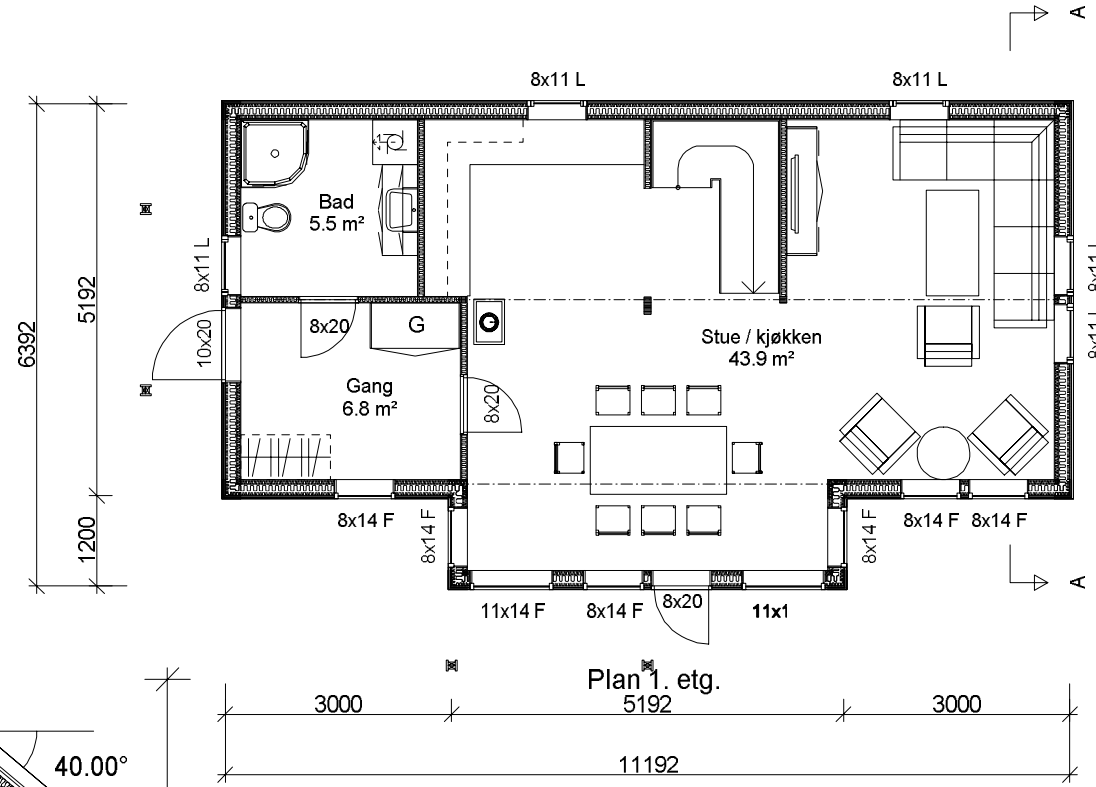 A
8x11 L
8x11 L
Bad
5.5 m²
8x11 L
8x11 L
5192
6392
10x20
8x20
G
Stue / kjøkken
43.9 m²
8x11 L
Gang
6.8 m²
8x20
1200
8x14 F
8x14 F
8x14 F
8x14 F
8x14 F
A
11x14 F
8x14 F
8x20
11x1
Plan 1. etg.
3000
5192
3000
11192
40.00°